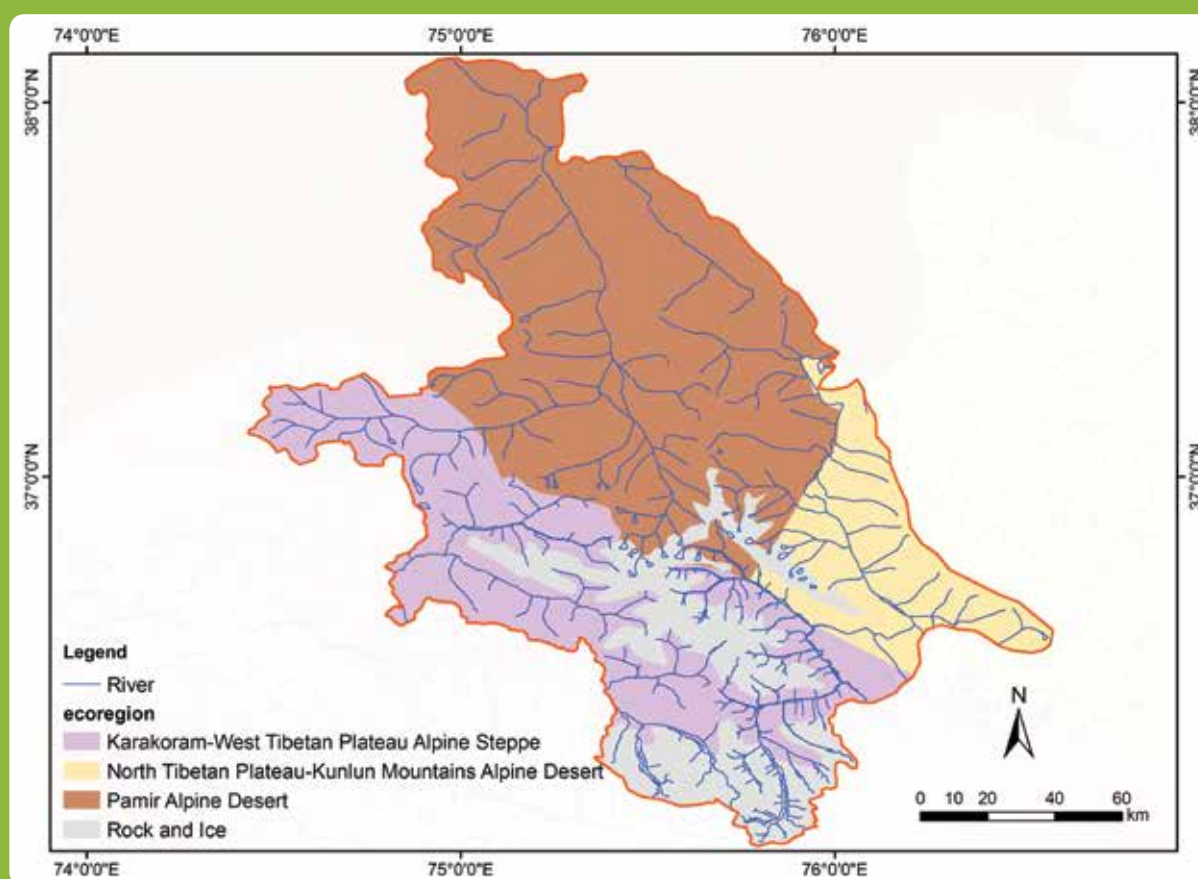 74°0'0"E 75°0'0"E 76°0'0"E
38°0'0"N 38°0'0"N
37°0'0"N 37°0'0"N
Legend
River
ecoregion
Karakoram-West Tibetan Plateau Alpine Steppe
North Tibetan Plateau-Kunlun Mountains Alpine Desert
Pamir Alpine Desert
Rock and Ice
N
0 10 20 40 60
km
74°0'0"E 75°0'0"E 76°0'0"E